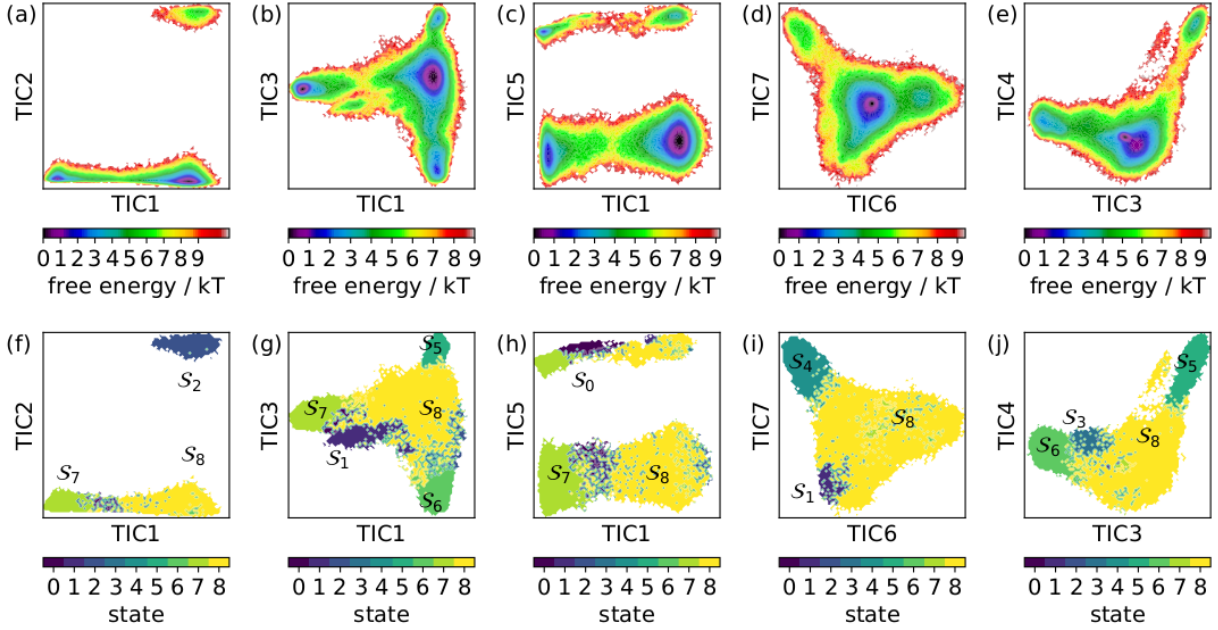 (a) (b) (c) (d) (e)
TIC2 TIC3 TIC5 TIC7 TIC4
TIC1 TIC1 TIC1 TIC6 TIC3
0 1 2 3 4 5 6 7 8 9 0 1 2 3 4 5 6 7 8 9 0 1 2 3 4 5 6 7 8 9 0 1 2 3 4 5 6 7 8 9 0 1 2 3 4 5 6 7 8 9
free energy / kT free energy / kT free energy / kT free energy / kT free energy / kT
(f) (g) (h) (i) (j)
TIC2 TIC3 TIC5 TIC7 TIC4
S2 S7 S8
S5 S7 S8 S1 S6
S0 S7 S8
S4 S8 S1
S5 S3 S8 S6
TIC1 TIC1 TIC1 TIC6 TIC3
0 1 2 3 4 5 6 7 8 0 1 2 3 4 5 6 7 8 0 1 2 3 4 5 6 7 8 0 1 2 3 4 5 6 7 8 0 1 2 3 4 5 6 7 8
state state state state state